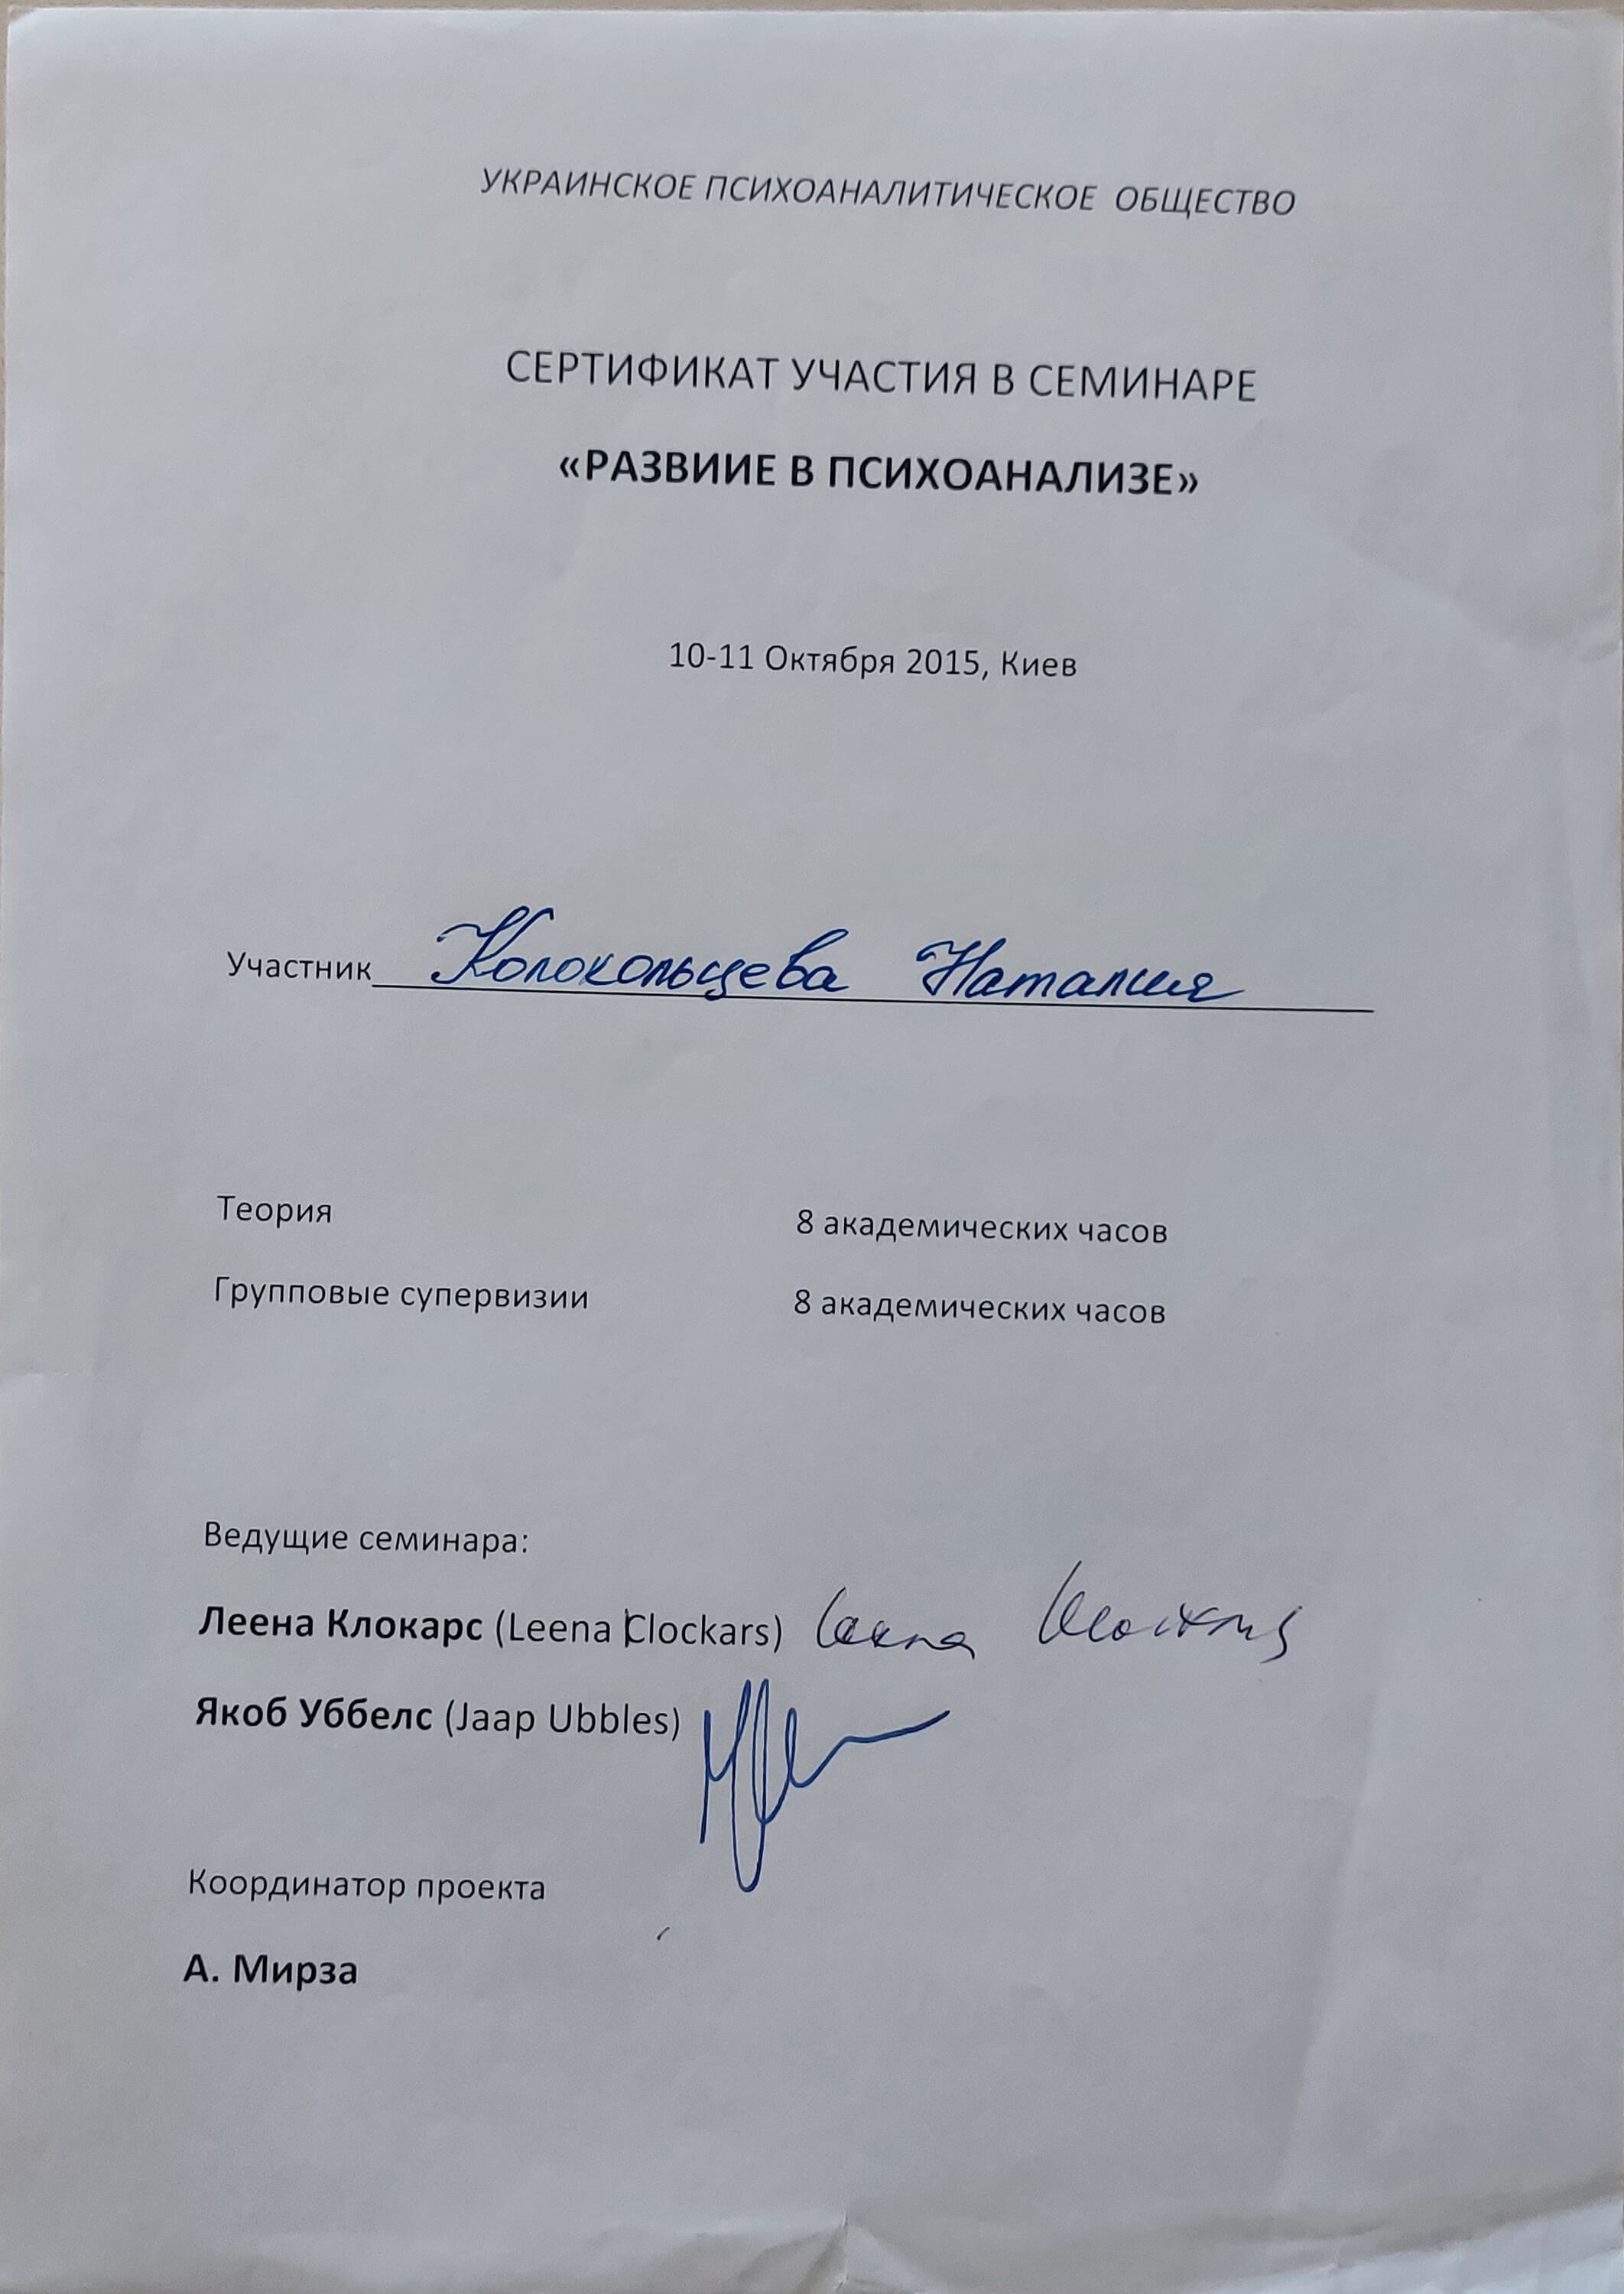 УКРАИНСКОЕ ПСИХОАНАЛИТИЧЕСКОЕ ОБЩЕСТВО
СЕРТИФИКАТ УЧАСТИЯ В СЕМИНАРЕ
«РАЗВИИЕ В ПСИХОАНАЛИЗЕ»
10-11 Октября 2015, Киев
Участник Колокольцева Наталия
Теория 8 академических часов
Групповые супервизии 8 академических часов
Ведущие семинара:
Леена Клокарс (Leena Clockars) Leena Klockars
Якоб Уббелс (Jaap Ubbles)
Координатор проекта
А. Мирза